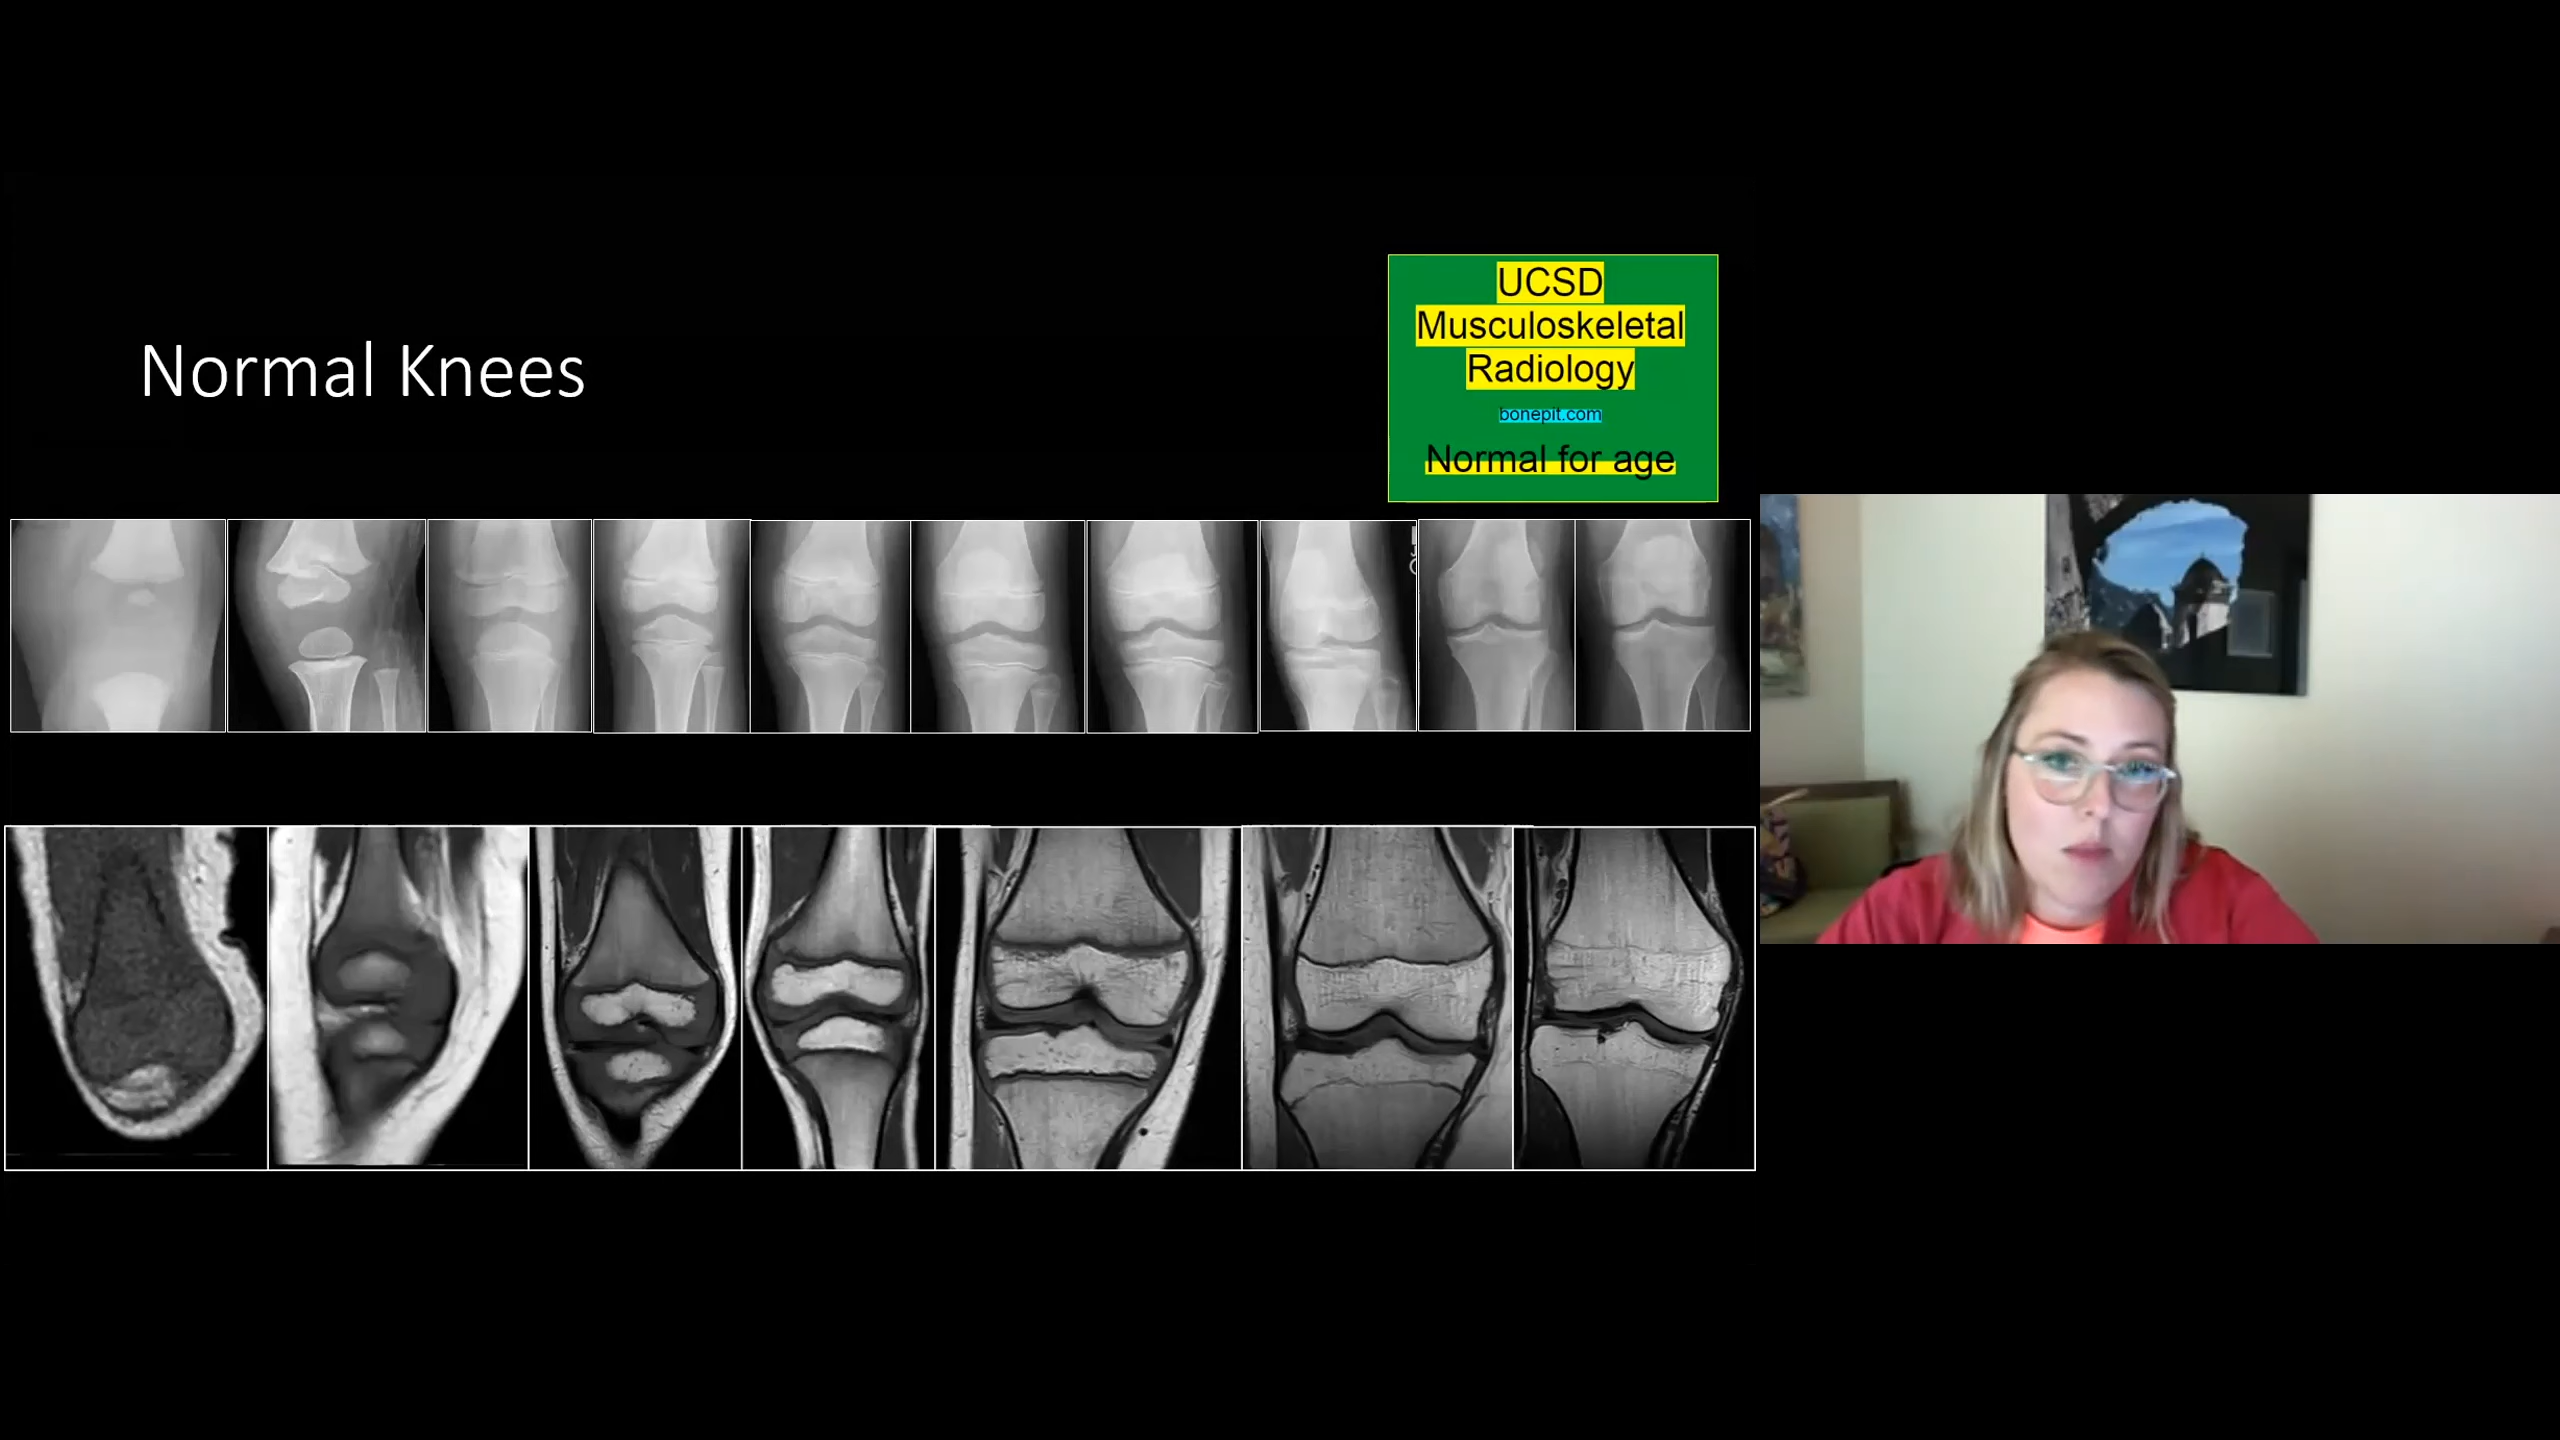 Normal Knees
UCSD
Musculoskeletal
Radiology
bonepit.com
Normal for age